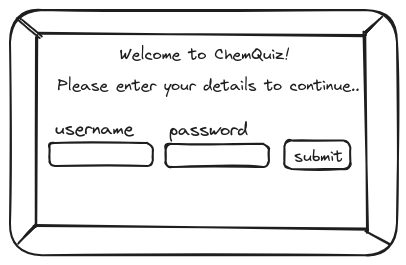 Welcome to ChemQuiz!
Please enter your details to continue..
username password
submit